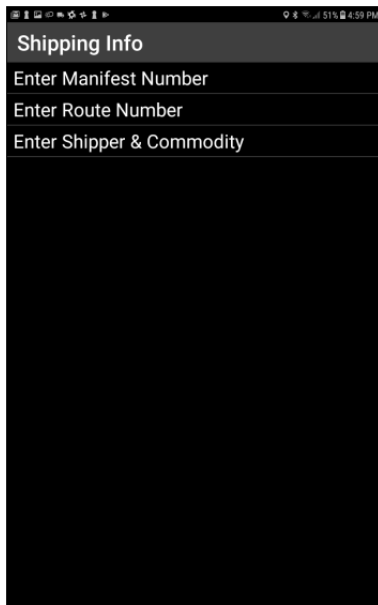 51% 4:59 PM
Shipping Info
Enter Manifest Number
Enter Route Number
Enter Shipper & Commodity